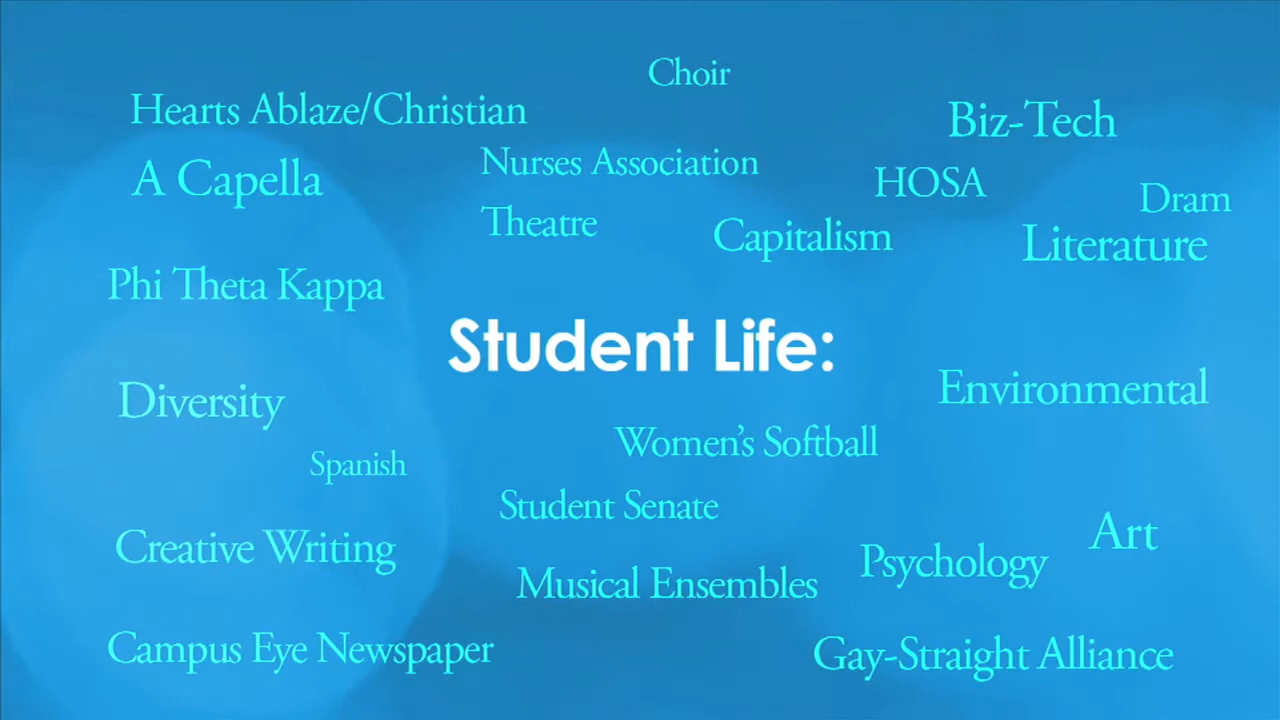 Choir
Hearts Ablaze/Christian
Biz-Tech
Nurses Association
A Capella
HOSA
Dram
Theatre
Capitalism
Literature
Phi Theta Kappa
Student Life:
Environmental
Diversity
Women's Softball
Spanish
Student Senate
Art
Creative Writing
Psychology
Musical Ensembles
Campus Eye Newspaper
Gay-Straight Alliance